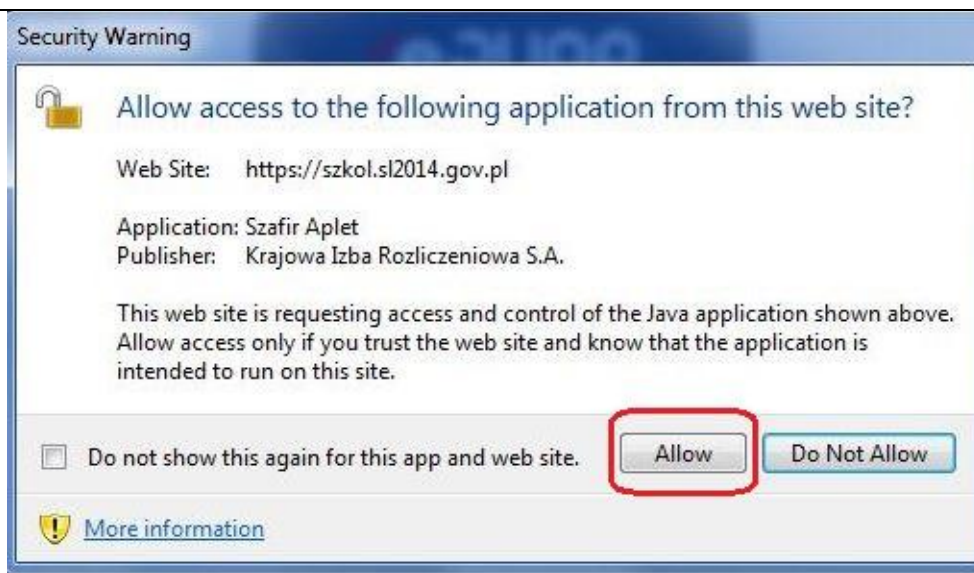 Security Warning
Allow access to the following application from this web site?
Web Site: https://szkol.sl2014.gov.pl
Application: Szafir Aplet
Publisher: Krajowa Izba Rozliczeniowa S.A.
This web site is requesting access and control of the Java application shown above.
Allow access only if you trust the web site and know that the application is
intended to run on this site.
Do not show this again for this app and web site.
Allow
Do Not Allow
More information